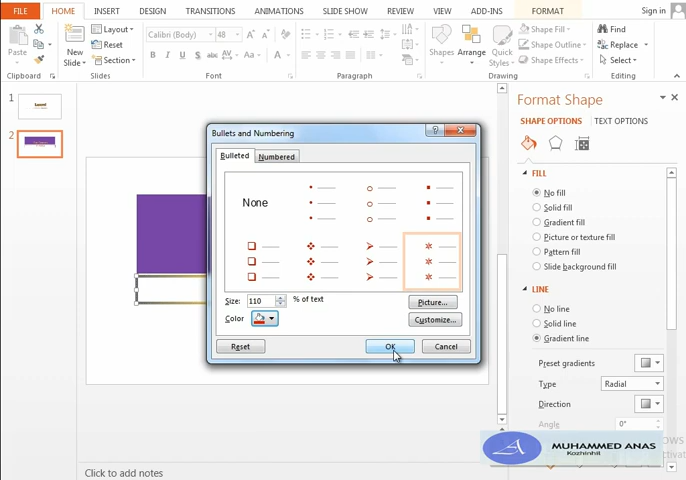 FILE HOME INSERT DESIGN TRANSITIONS ANIMATIONS SLIDE SHOW REVIEW VIEW ADD-INS FORMAT Sign in
Paste
New Slide
Layout
Reset
Section
Calibri (Body) 48
Shapes Arrange Quick Styles
Shape Fill
Shape Outline
Shape Effects
Find
Replace
Select
Clipboard Slides Font Paragraph Drawing Editing
1
2
Bullets and Numbering
Bulleted Numbered
None
Size: 110 % of text
Color
Picture...
Customize...
Reset OK Cancel
Format Shape
SHAPE OPTIONS TEXT OPTIONS
FILL
No fill
Solid fill
Gradient fill
Picture or texture fill
Pattern fill
Slide background fill
LINE
No line
Solid line
Gradient line
Preset gradients
Type Radial
Direction
Angle 0°
MUHAMMED ANAS
Kozhinhil
Click to add notes